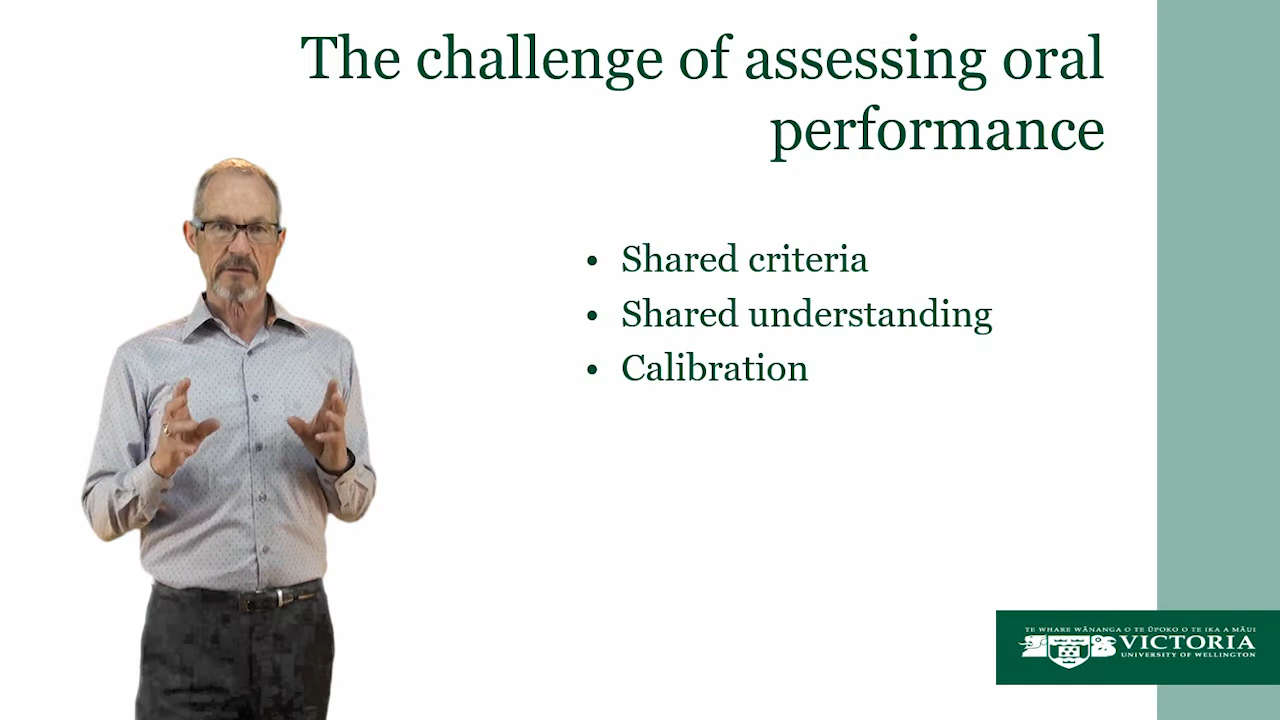 The challenge of assessing oral
performance
• Shared criteria
• Shared understanding
• Calibration
TE WHARE WĀNANGA O TE ŪPOKO O TE IKA A MĀUI
VICTORIA
UNIVERSITY OF WELLINGTON